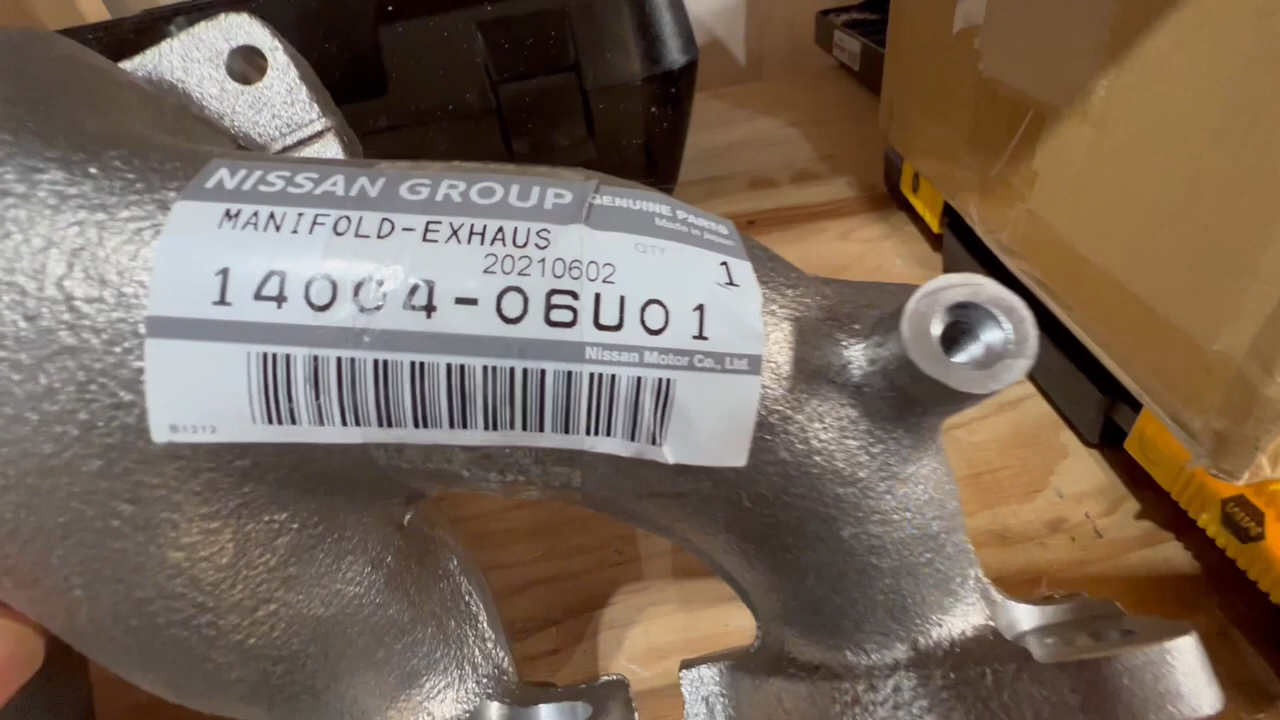 NISSAN GROUP
GENUINE PARTS
Made in Japan
MANIFOLD-EXHAUS
QTY
20210602
1
14004-06U01
Nissan Motor Co., Ltd.